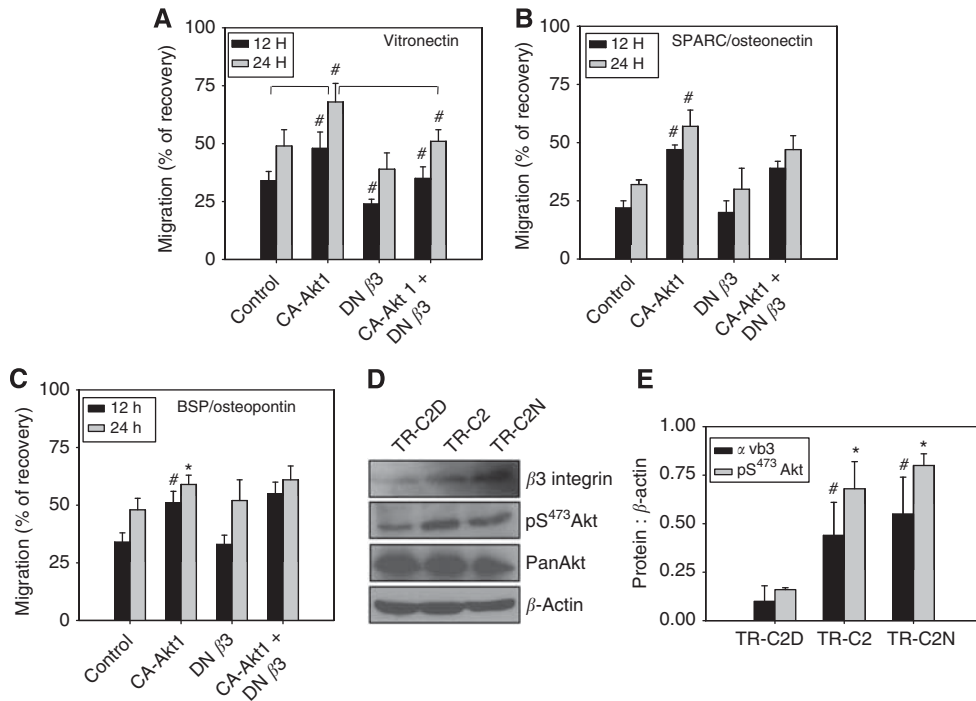 A
Migration (% of recovery)
100
75
50
25
0
12 H
24 H
Vitronectin
#
#
#
#
#
Control
CA-Akt1
DN β3
CA-Akt 1 +
DN β3
B
Migration (% of recovery)
100
75
50
25
0
12 H
24 H
SPARC/osteonectin
#
#
Control
CA-Akt1
DN β3
CA-Akt1 +
DN β3
C
Migration (% of recovery)
100
75
50
25
0
12 h
24 h
BSP/osteopontin
#
*
Control
CA-Akt1
DN β3
CA-Akt1 +
DN β3
D
TR-C2D
TR-C2
TR-C2N
β3 integrin
pS⁴⁷³Akt
PanAkt
β-Actin
E
Protein : β-actin
1.00
0.75
0.50
0.25
0.00
α vb3
pS⁴⁷³ Akt
#
*
#
*
TR-C2D
TR-C2
TR-C2N